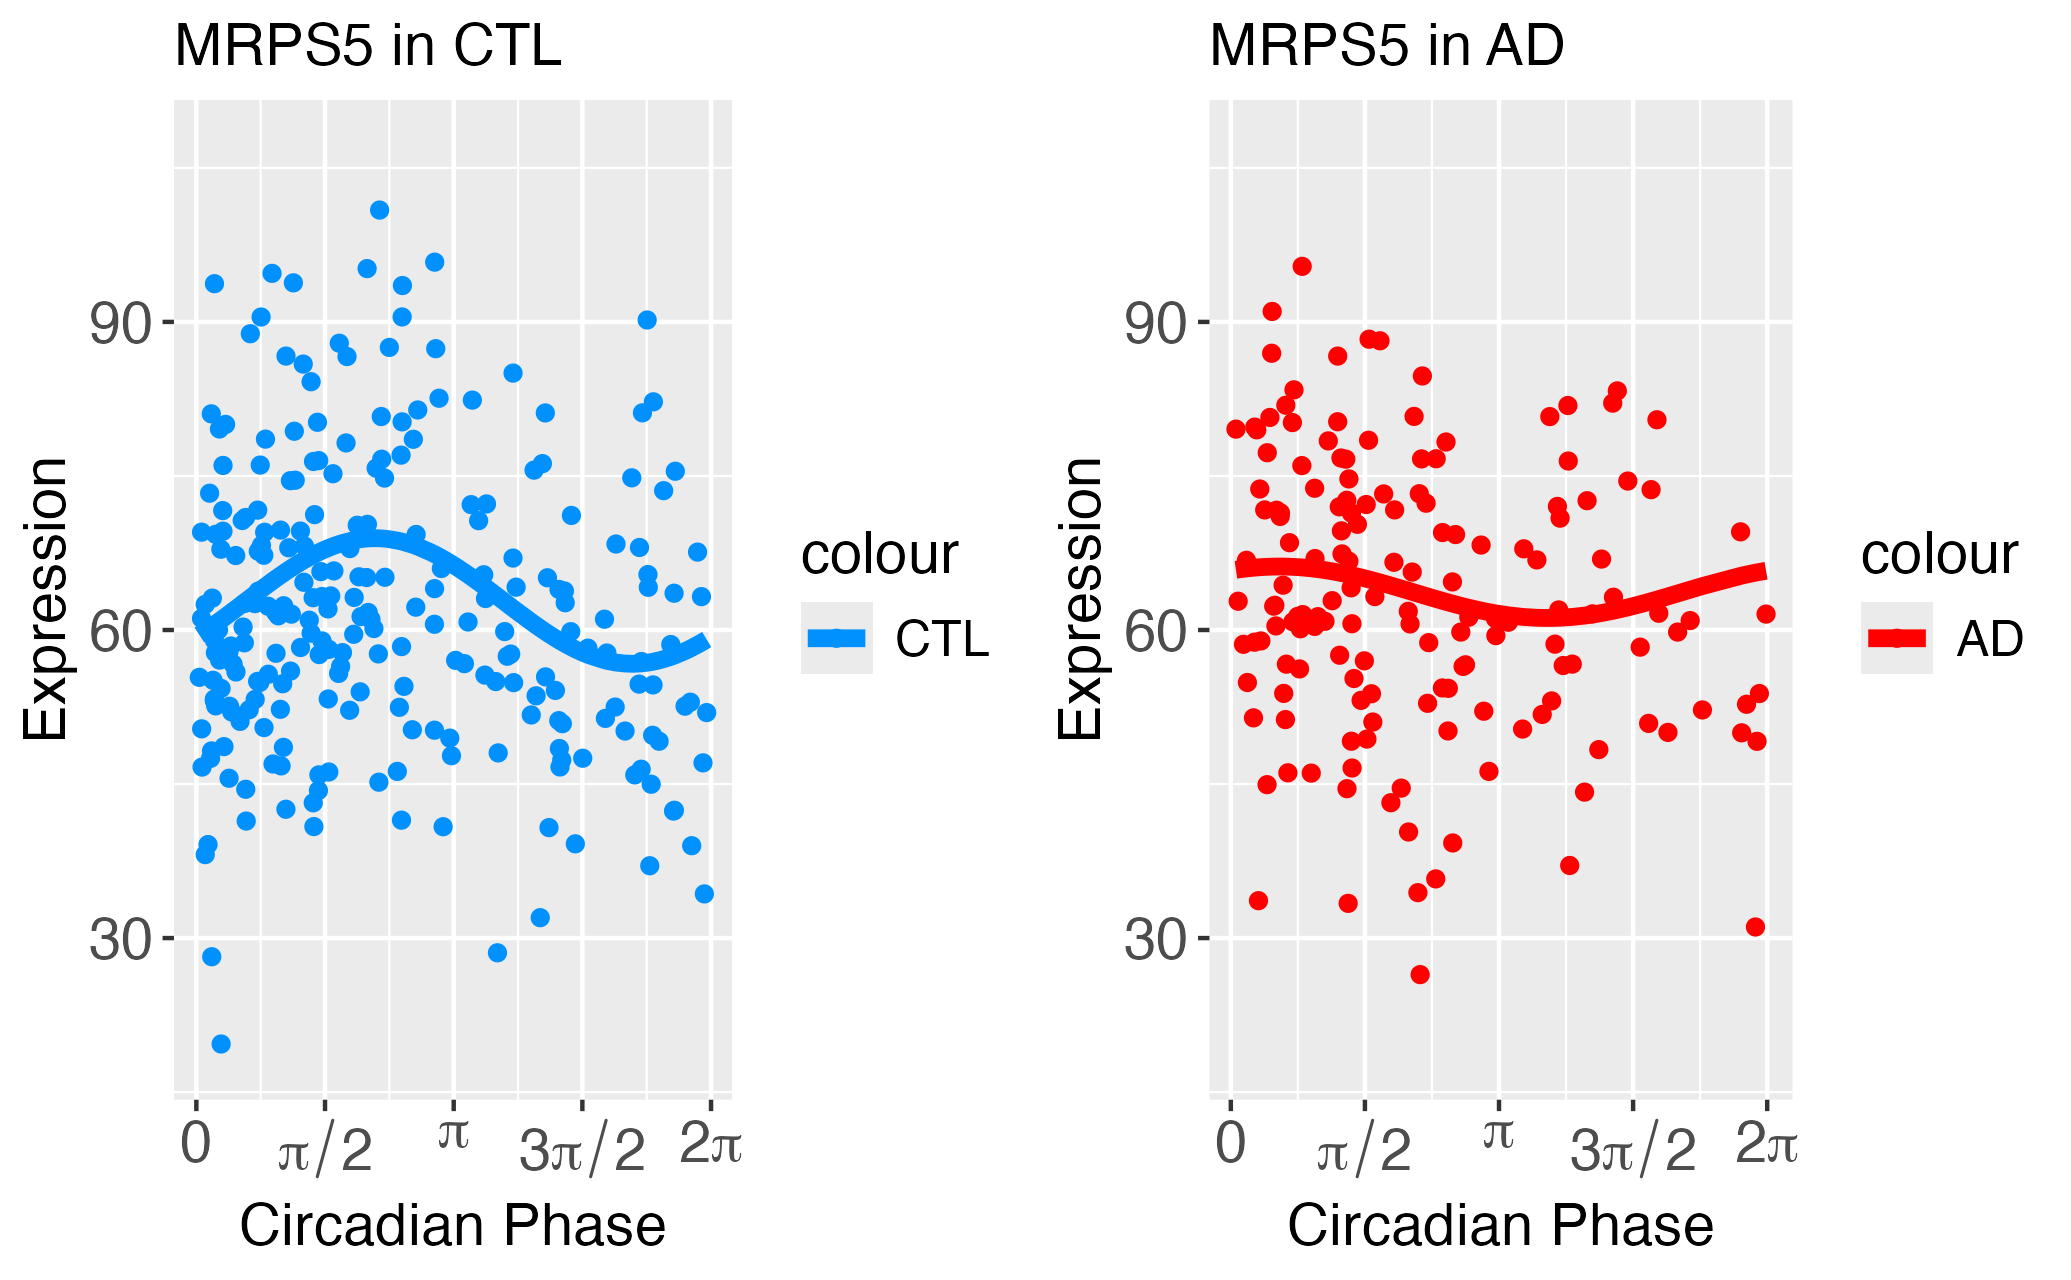 MRPS5 in CTL
Expression
90
60
30
0
π/2
π
3π/2
2π
Circadian Phase
colour
CTL
MRPS5 in AD
Expression
90
60
30
0
π/2
π
3π/2
2π
Circadian Phase
colour
AD